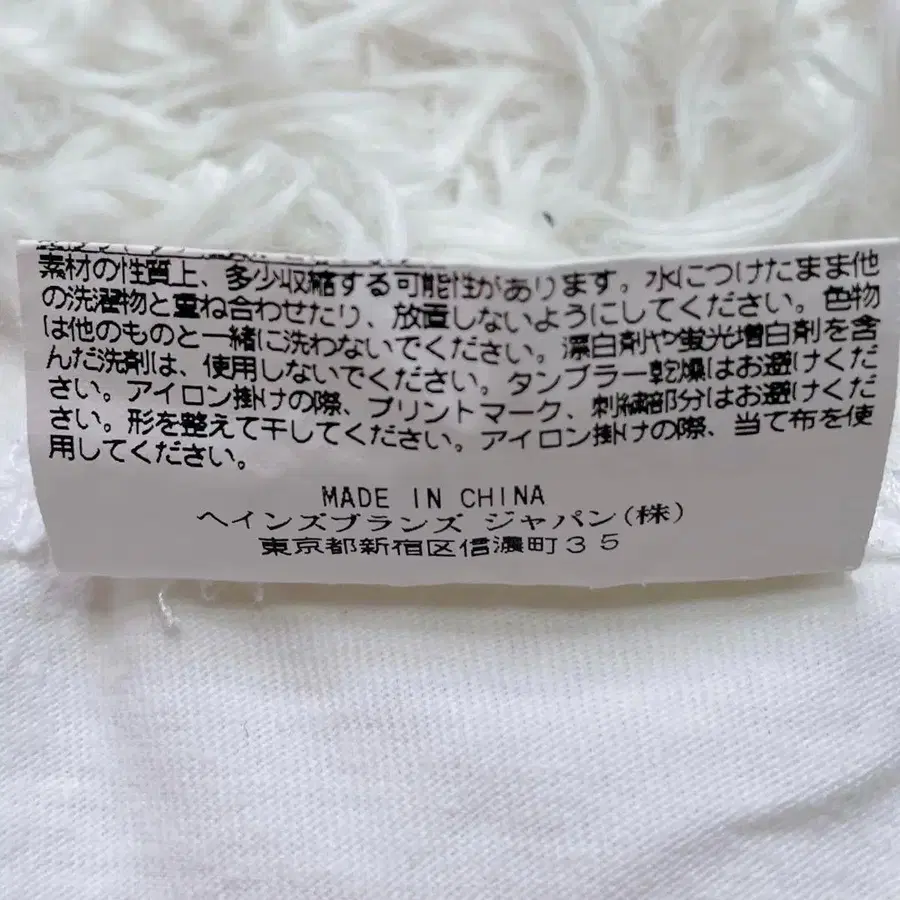 素材の性質上、多少収縮する可能性があります。水につけたまま他
の洗濯物と重ね合わせたり、放置しないようにしてください。色物
は他のものと一緒に洗わないでください。漂白剤や蛍光増白剤を含
んだ洗剤は、使用しないでください。タンブラー乾燥はお避けくだ
さい。アイロン掛けの際、プリントマーク、刺繍部分はお避けくだ
さい。形を整えて干してください。アイロン掛けの際、当て布を使
用してください。
MADE IN CHINA
ヘインズブランズ ジャパン(株)
東京都新宿区信濃町35